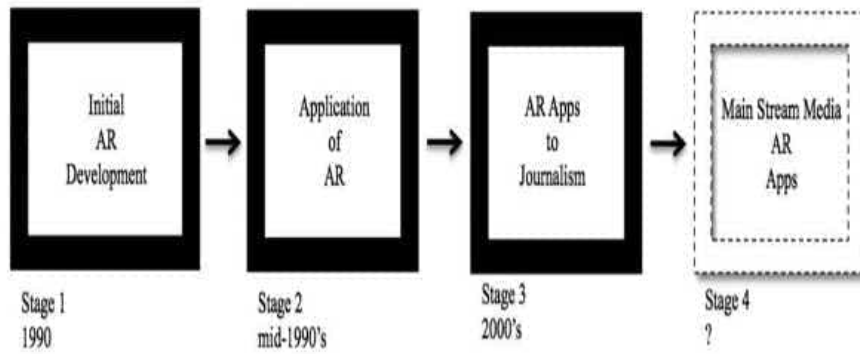 Initial
AR
Development
Application
of
AR
AR Apps
to
Journalism
Main Stream Media
AR
Apps
Stage 1
1990
Stage 2
mid-1990's
Stage 3
2000's
Stage 4
?